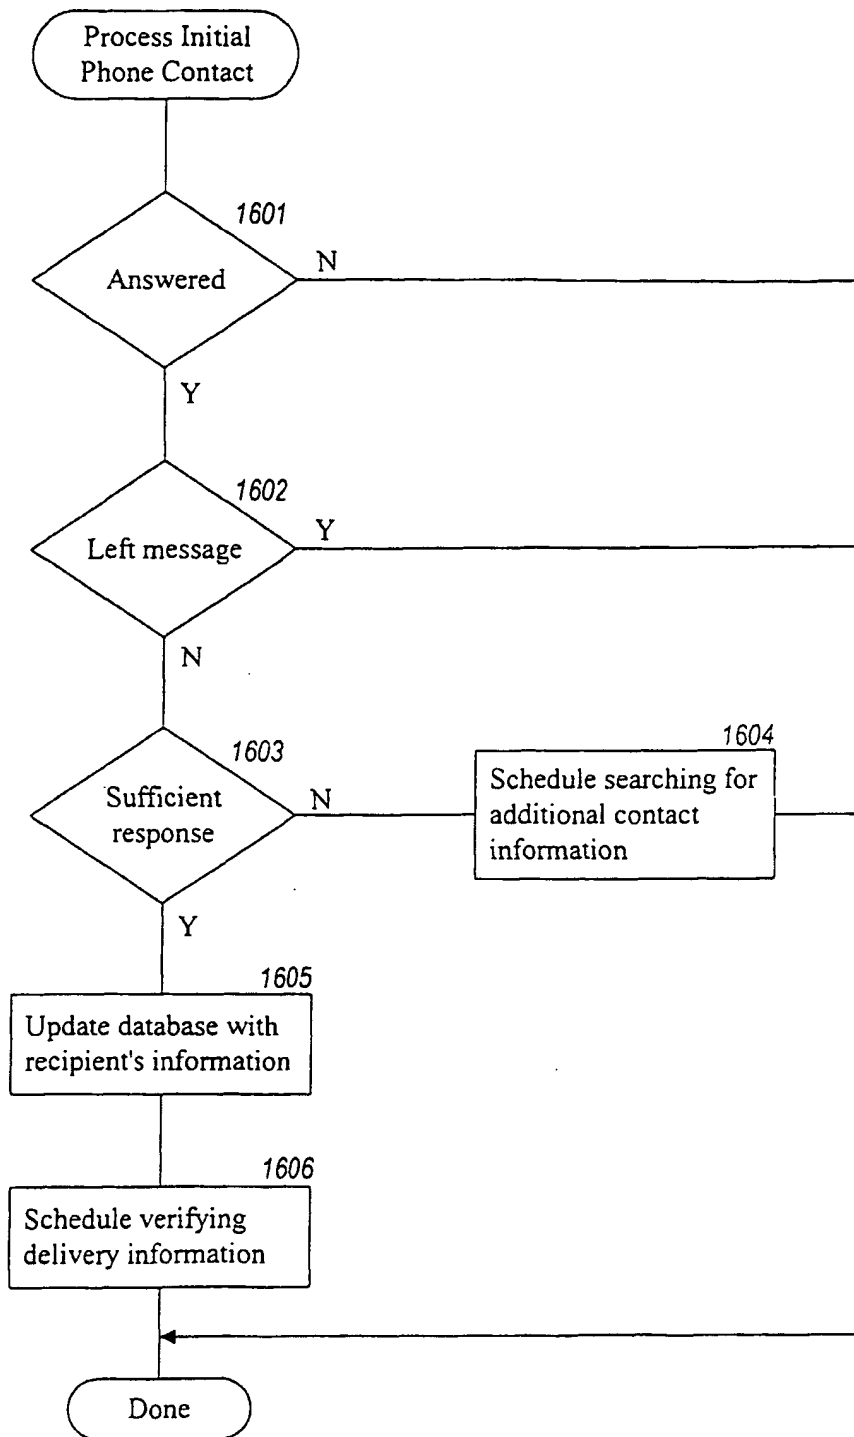 Process Initial
Phone Contact
1601
Answered
N
Y
1602
Left message
Y
N
1603
Sufficient
response
N
1604
Schedule searching for
additional contact
information
Y
1605
Update database with
recipient's information
1606
Schedule verifying
delivery information
Done